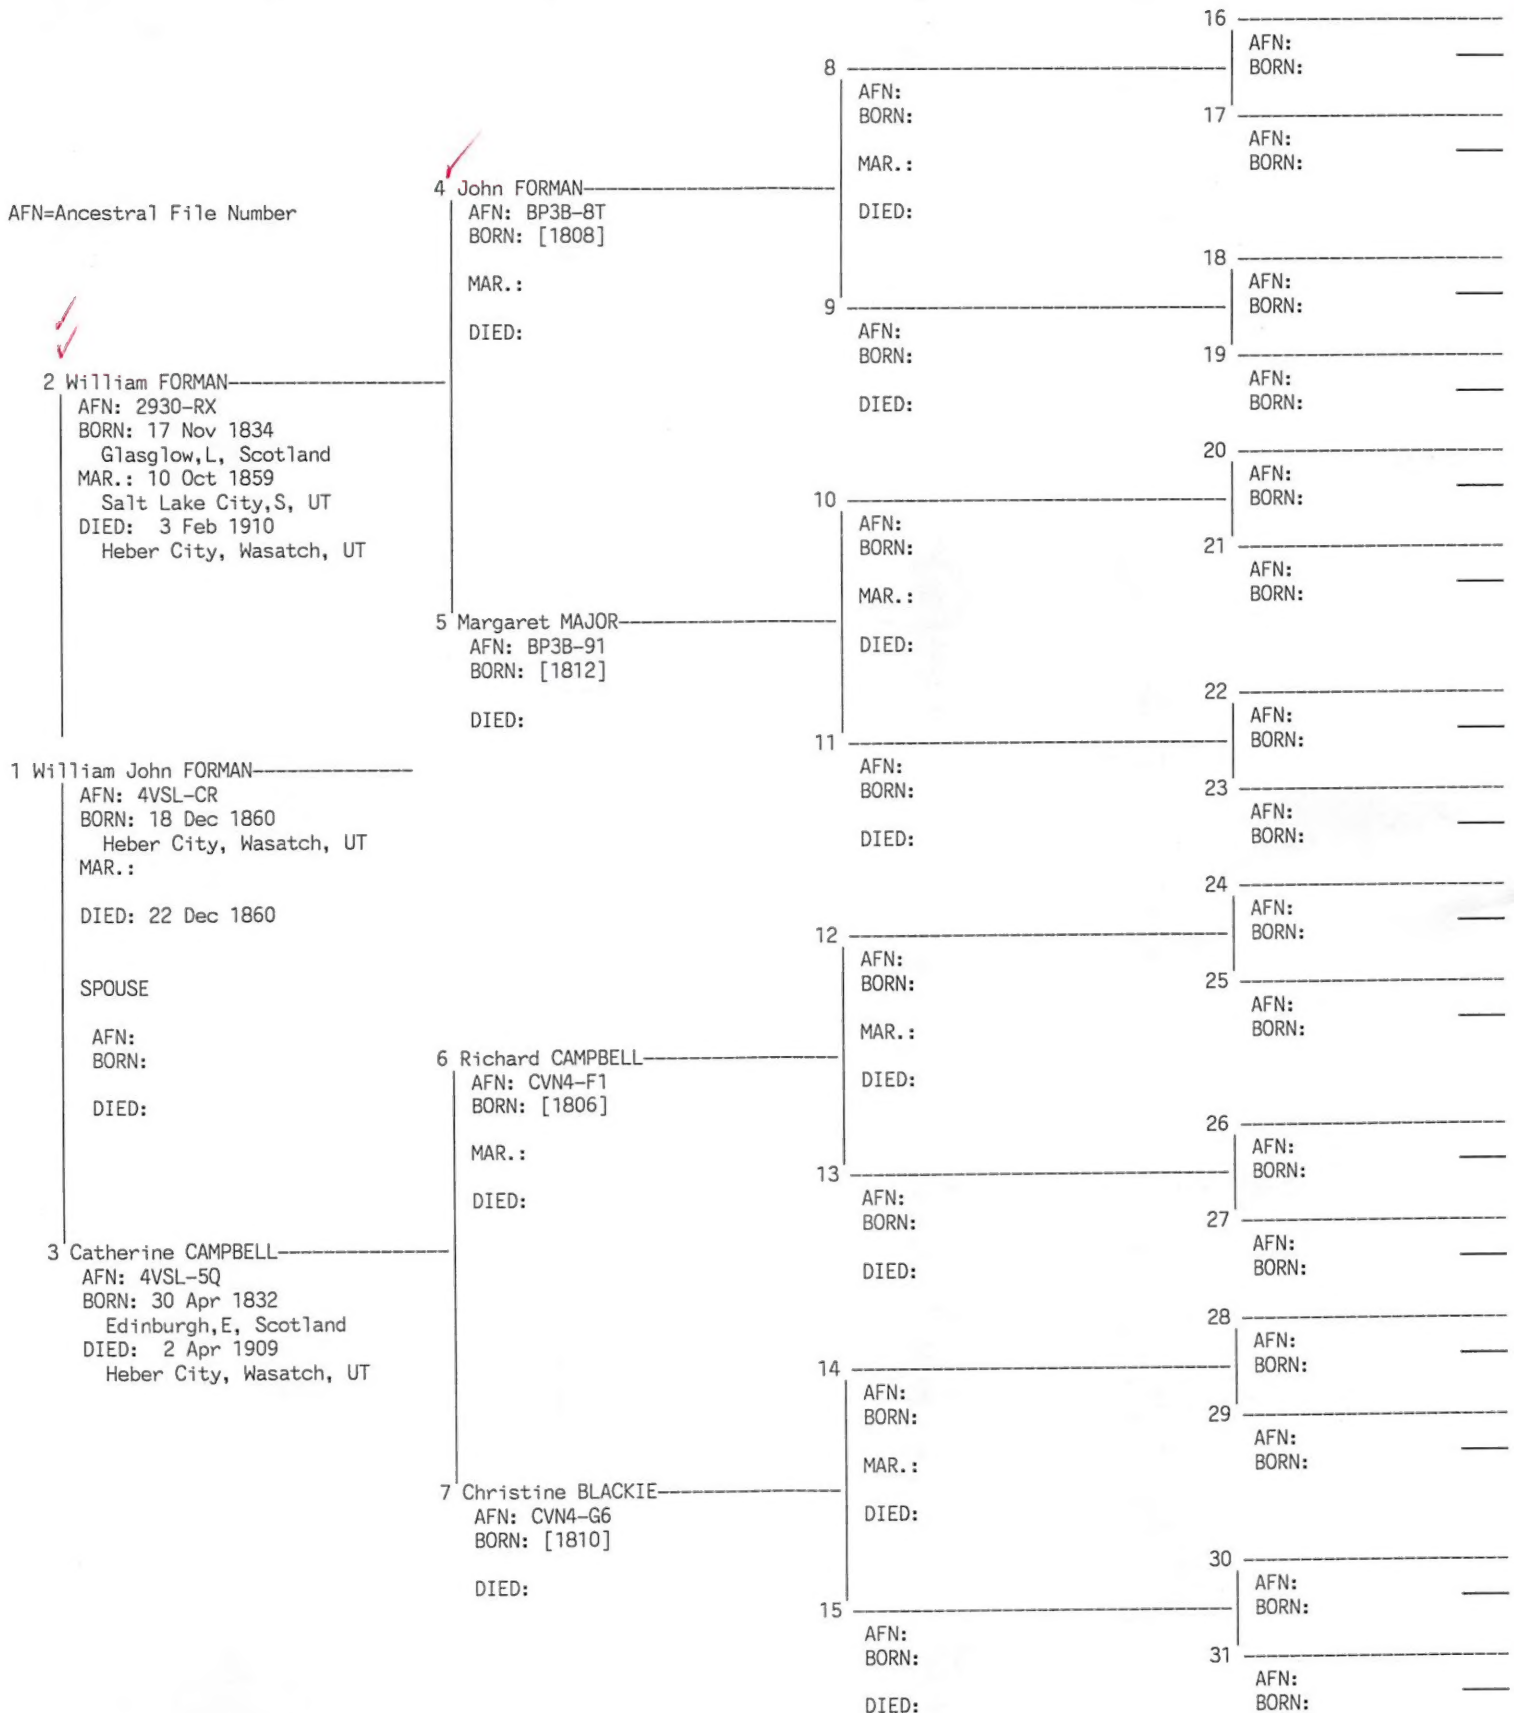 AFN=Ancestral File Number
1 William John FORMAN
AFN: 4VSL-CR
BORN: 18 Dec 1860
Heber City, Wasatch, UT
MAR.:
DIED: 22 Dec 1860
SPOUSE
AFN:
BORN:
DIED:
2 William FORMAN
AFN: 2930-RX
BORN: 17 Nov 1834
Glasglow,L, Scotland
MAR.: 10 Oct 1859
Salt Lake City,S, UT
DIED: 3 Feb 1910
Heber City, Wasatch, UT
3 Catherine CAMPBELL
AFN: 4VSL-5Q
BORN: 30 Apr 1832
Edinburgh,E, Scotland
DIED: 2 Apr 1909
Heber City, Wasatch, UT
4 John FORMAN
AFN: BP3B-8T
BORN: [1808]
MAR.:
DIED:
5 Margaret MAJOR
AFN: BP3B-91
BORN: [1812]
DIED:
6 Richard CAMPBELL
AFN: CVN4-F1
BORN: [1806]
MAR.:
DIED:
7 Christine BLACKIE
AFN: CVN4-G6
BORN: [1810]
DIED:
8
AFN:
BORN:
MAR.:
DIED:
9
AFN:
BORN:
DIED:
10
AFN:
BORN:
MAR.:
DIED:
11
AFN:
BORN:
DIED:
12
AFN:
BORN:
MAR.:
DIED:
13
AFN:
BORN:
DIED:
14
AFN:
BORN:
MAR.:
DIED:
15
AFN:
BORN:
DIED:
16
AFN:
BORN:
17
AFN:
BORN:
18
AFN:
BORN:
19
AFN:
BORN:
20
AFN:
BORN:
21
AFN:
BORN:
22
AFN:
BORN:
23
AFN:
BORN:
24
AFN:
BORN:
25
AFN:
BORN:
26
AFN:
BORN:
27
AFN:
BORN:
28
AFN:
BORN:
29
AFN:
BORN:
30
AFN:
BORN:
31
AFN:
BORN: